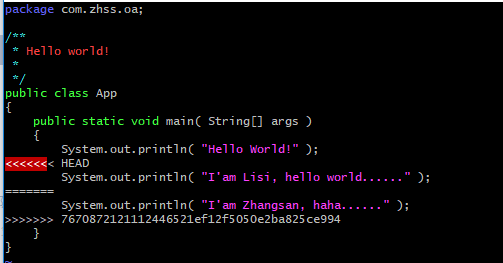 package com.zhss.oa;
/**
 * Hello world!
 *
 */
public class App
{
    public static void main( String[] args )
    {
        System.out.println( "Hello World!" );
<<<<<<< HEAD
        System.out.println( "I'am Lisi, hello world......" );
=======
        System.out.println( "I'am Zhangsan, haha......" );
>>>>>>> 7670872121112446521ef12f5050e2ba825ce994
    }
}
~